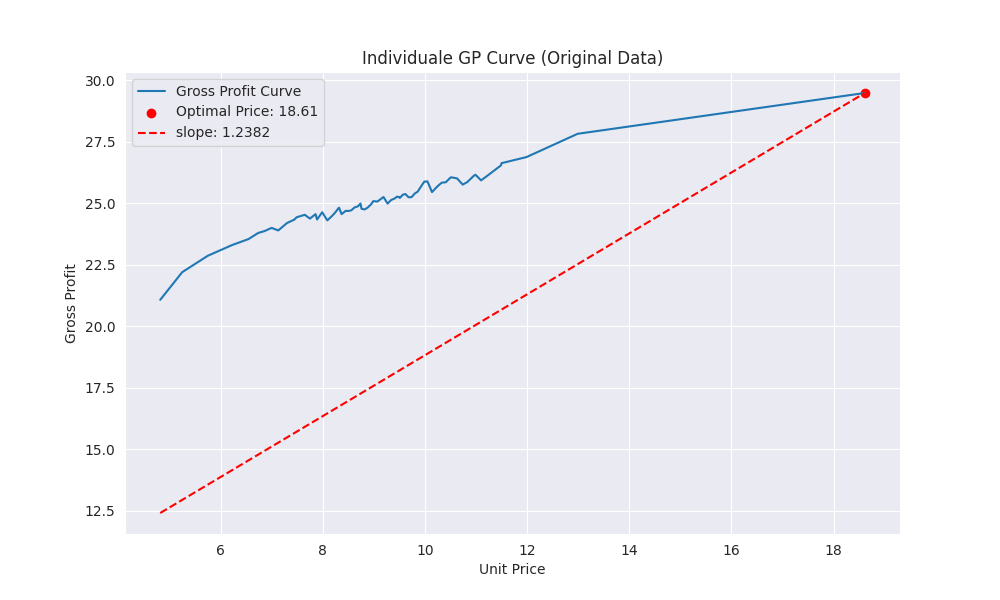 Individuale GP Curve (Original Data)
Gross Profit Curve
Optimal Price: 18.61
slope: 1.2382
30.0
27.5
25.0
22.5
20.0
17.5
15.0
12.5
Gross Profit
6 8 10 12 14 16 18
Unit Price